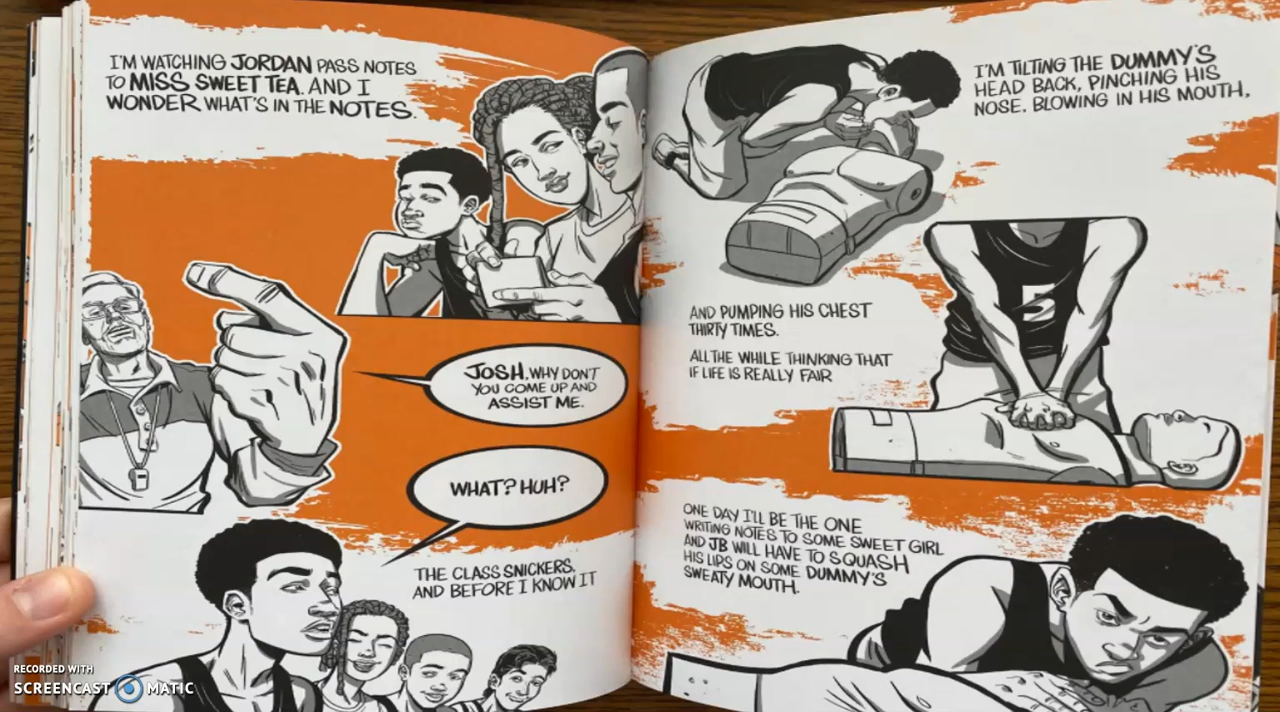 I'M WATCHING JORDAN PASS NOTES
TO MISS SWEET TEA. AND I
WONDER WHAT'S IN THE NOTES.
JOSH, WHY DON'T
YOU COME UP AND
ASSIST ME.
WHAT? HUH?
THE CLASS SNICKERS,
AND BEFORE I KNOW IT
I'M TILTING THE DUMMY'S
HEAD BACK, PINCHING HIS
NOSE. BLOWING IN HIS MOUTH,
AND PUMPING HIS CHEST
THIRTY TIMES.
ALL THE WHILE THINKING THAT
IF LIFE IS REALLY FAIR
5
ONE DAY I'LL BE THE ONE
WRITING NOTES TO SOME SWEET GIRL
AND JB WILL HAVE TO SQUASH
HIS LIPS ON SOME DUMMY'S
SWEATY MOUTH.
RECORDED WITH
SCREENCAST MATIC